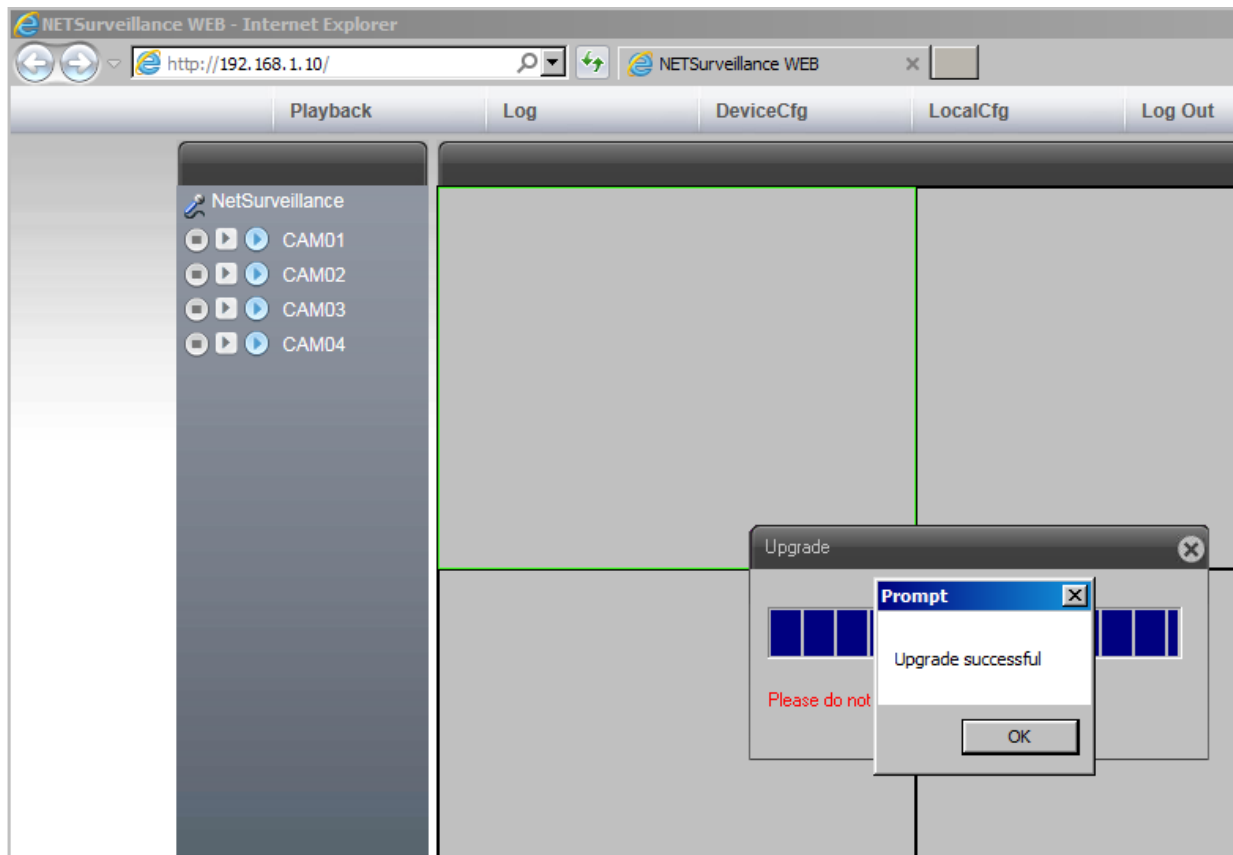 NETSurveillance WEB - Internet Explorer
http://192.168.1.10/
NETSurveillance WEB
Playback Log DeviceCfg LocalCfg Log Out
NetSurveillance
CAM01
CAM02
CAM03
CAM04
Upgrade
Prompt
Upgrade successful
Please do not
OK